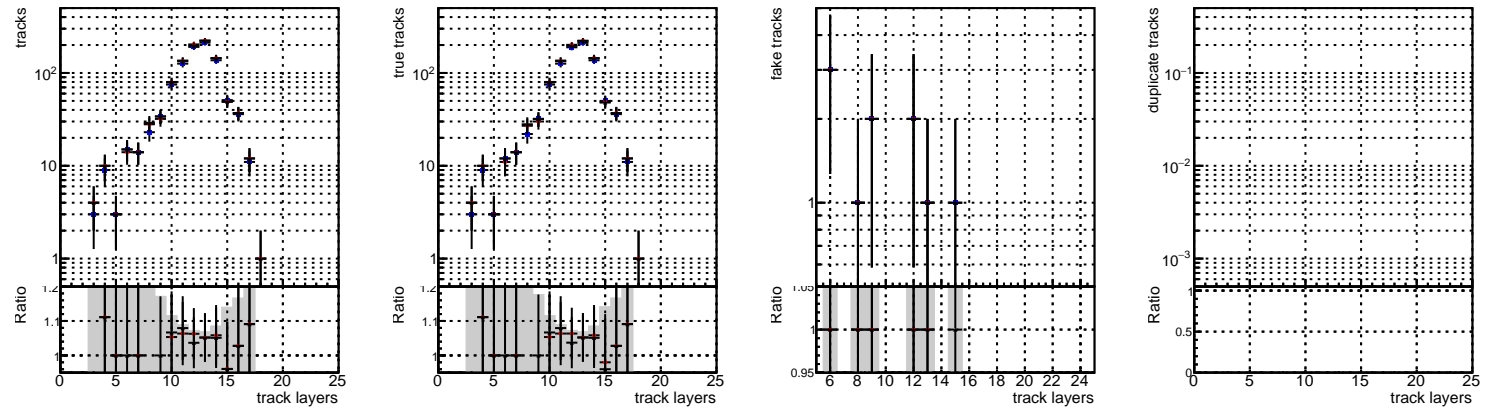 tracks
10²
10
1
Ratio
1.2
1.1
1
0 5 10 15 20 25
track layers
true tracks
10²
10
1
Ratio
1.2
1.1
1
0 5 10 15 20 25
track layers
fake tracks
1
Ratio
1.05
1
0.95
6 8 10 12 14 16 18 20 22 24
track layers
duplicate tracks
10⁻¹
10⁻²
10⁻³
Ratio
1
0.5
0
0 5 10 15 20 25
track layers